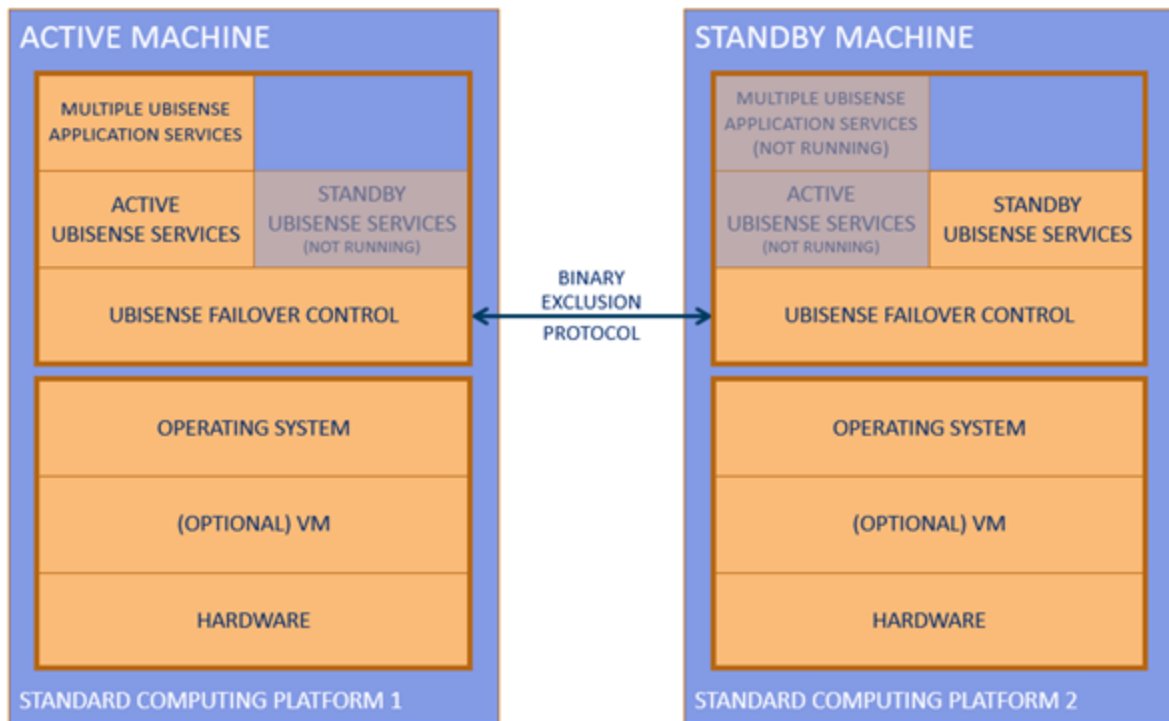 ACTIVE MACHINE
MULTIPLE UBISENSE
APPLICATION SERVICES
ACTIVE
UBISENSE SERVICES
STANDBY
UBISENSE SERVICES
(NOT RUNNING)
UBISENSE FAILOVER CONTROL
OPERATING SYSTEM
(OPTIONAL) VM
HARDWARE
STANDARD COMPUTING PLATFORM 1
BINARY
EXCLUSION
PROTOCOL
STANDBY MACHINE
MULTIPLE UBISENSE
APPLICATION SERVICES
(NOT RUNNING)
ACTIVE
UBISENSE SERVICES
(NOT RUNNING)
STANDBY
UBISENSE SERVICES
UBISENSE FAILOVER CONTROL
OPERATING SYSTEM
(OPTIONAL) VM
HARDWARE
STANDARD COMPUTING PLATFORM 2